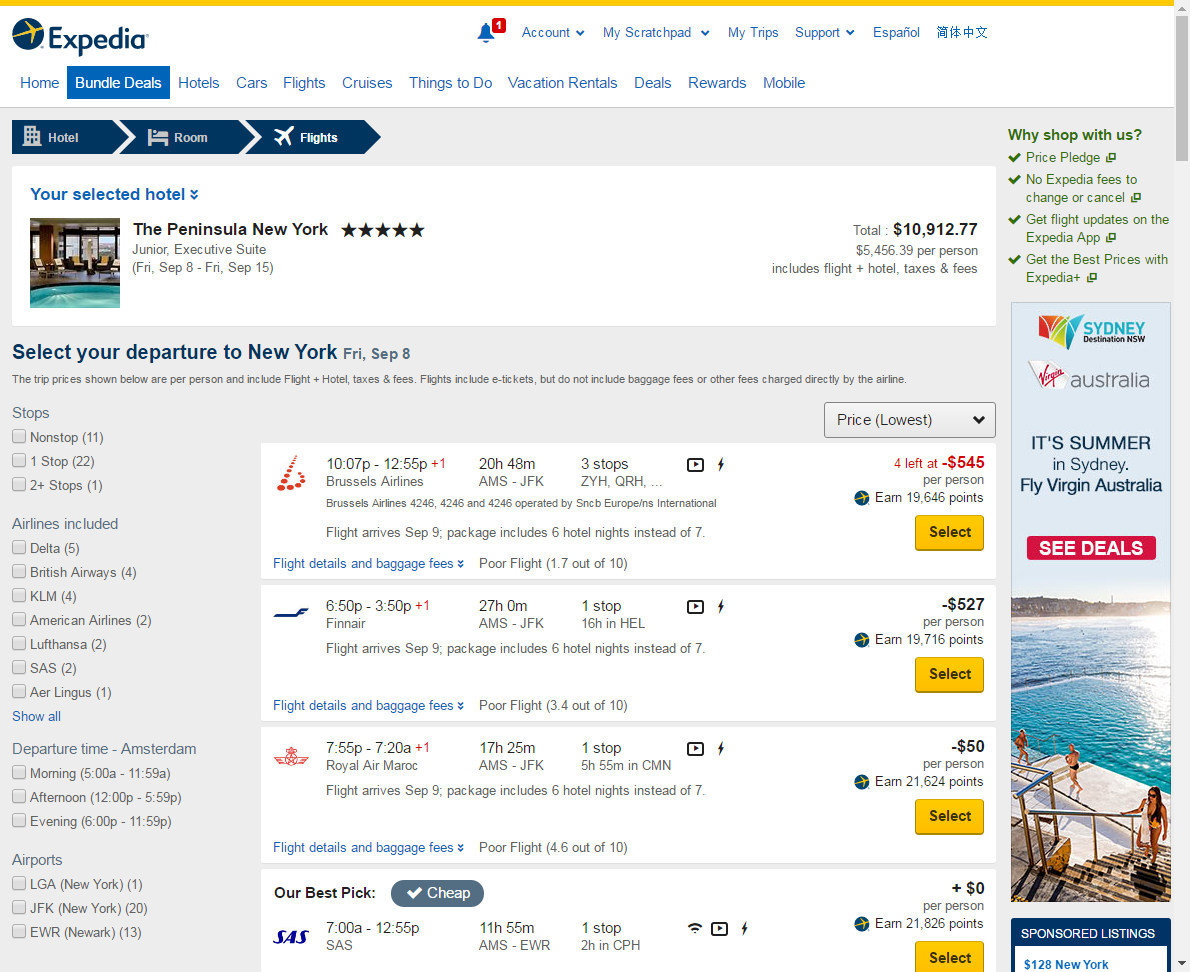 Expedia
1
Account
My Scratchpad
My Trips
Support
Español
简体中文
Home
Bundle Deals
Hotels
Cars
Flights
Cruises
Things to Do
Vacation Rentals
Deals
Rewards
Mobile
Hotel
Room
Flights
Your selected hotel
The Peninsula New York
Junior, Executive Suite
(Fri, Sep 8 - Fri, Sep 15)
Total : $10,912.77
$5,456.39 per person
includes flight + hotel, taxes & fees
Select your departure to New York Fri, Sep 8
The trip prices shown below are per person and include Flight + Hotel, taxes & fees. Flights include e-tickets, but do not include baggage fees or other fees charged directly by the airline.
Stops
Nonstop (11)
1 Stop (22)
2+ Stops (1)
Airlines included
Delta (5)
British Airways (4)
KLM (4)
American Airlines (2)
Lufthansa (2)
SAS (2)
Aer Lingus (1)
Show all
Departure time - Amsterdam
Morning (5:00a - 11:59a)
Afternoon (12:00p - 5:59p)
Evening (6:00p - 11:59p)
Airports
LGA (New York) (1)
JFK (New York) (20)
EWR (Newark) (13)
Price (Lowest)
10:07p - 12:55p +1 20h 48m 3 stops 4 left at -$545
Brussels Airlines AMS - JFK ZYH, QRH, ... per person
Earn 19,646 points
Brussels Airlines 4246, 4246 and 4246 operated by Sncb Europe/ns International
Flight arrives Sep 9; package includes 6 hotel nights instead of 7.
Select
Flight details and baggage fees Poor Flight (1.7 out of 10)
6:50p - 3:50p +1 27h 0m 1 stop -$527
Finnair AMS - JFK 16h in HEL per person
Earn 19,716 points
Flight arrives Sep 9; package includes 6 hotel nights instead of 7.
Select
Flight details and baggage fees Poor Flight (3.4 out of 10)
7:55p - 7:20a +1 17h 25m 1 stop -$50
Royal Air Maroc AMS - JFK 5h 55m in CMN per person
Earn 21,624 points
Flight arrives Sep 9; package includes 6 hotel nights instead of 7.
Select
Flight details and baggage fees Poor Flight (4.6 out of 10)
Our Best Pick: Cheap + $0
per person
Earn 21,826 points
SAS 7:00a - 12:55p 11h 55m 1 stop
SAS AMS - EWR 2h in CPH
Select
Why shop with us?
Price Pledge
No Expedia fees to
change or cancel
Get flight updates on the
Expedia App
Get the Best Prices with
Expedia+
SYDNEY
Destination NSW
Virgin australia
IT'S SUMMER
in Sydney.
Fly Virgin Australia
SEE DEALS
SPONSORED LISTINGS
$128 New York